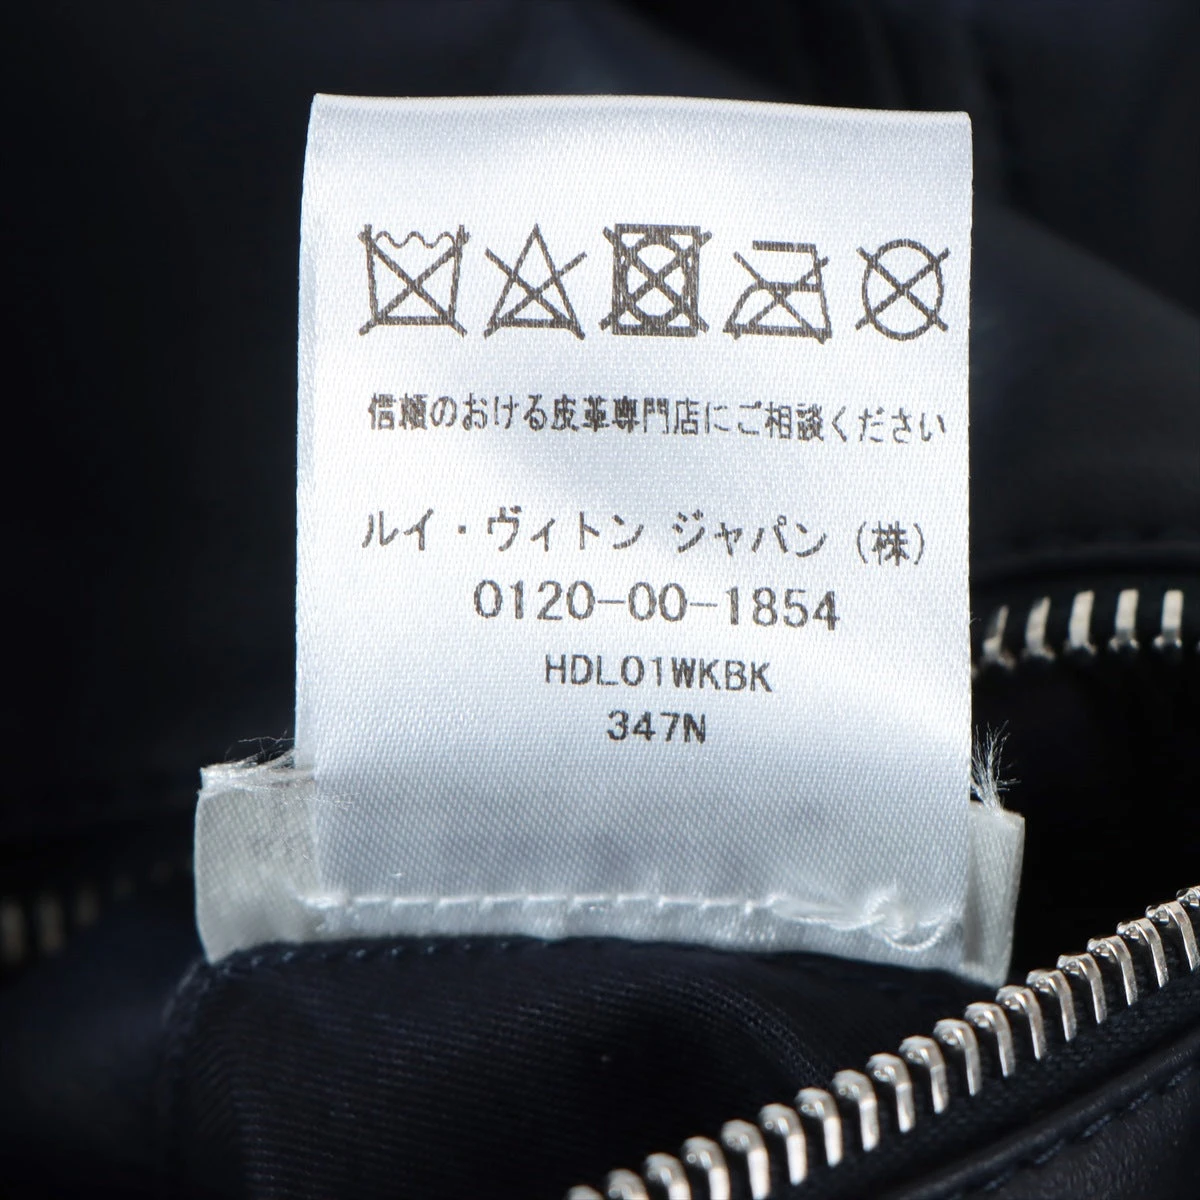 信頼のおける皮革専門店にご相談ください
ルイ・ヴィトン ジャパン (株)
0120-00-1854
HDL01WKBK
347N